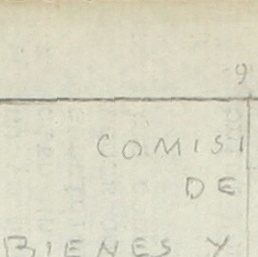 9
COMISI
DE
BIENES Y